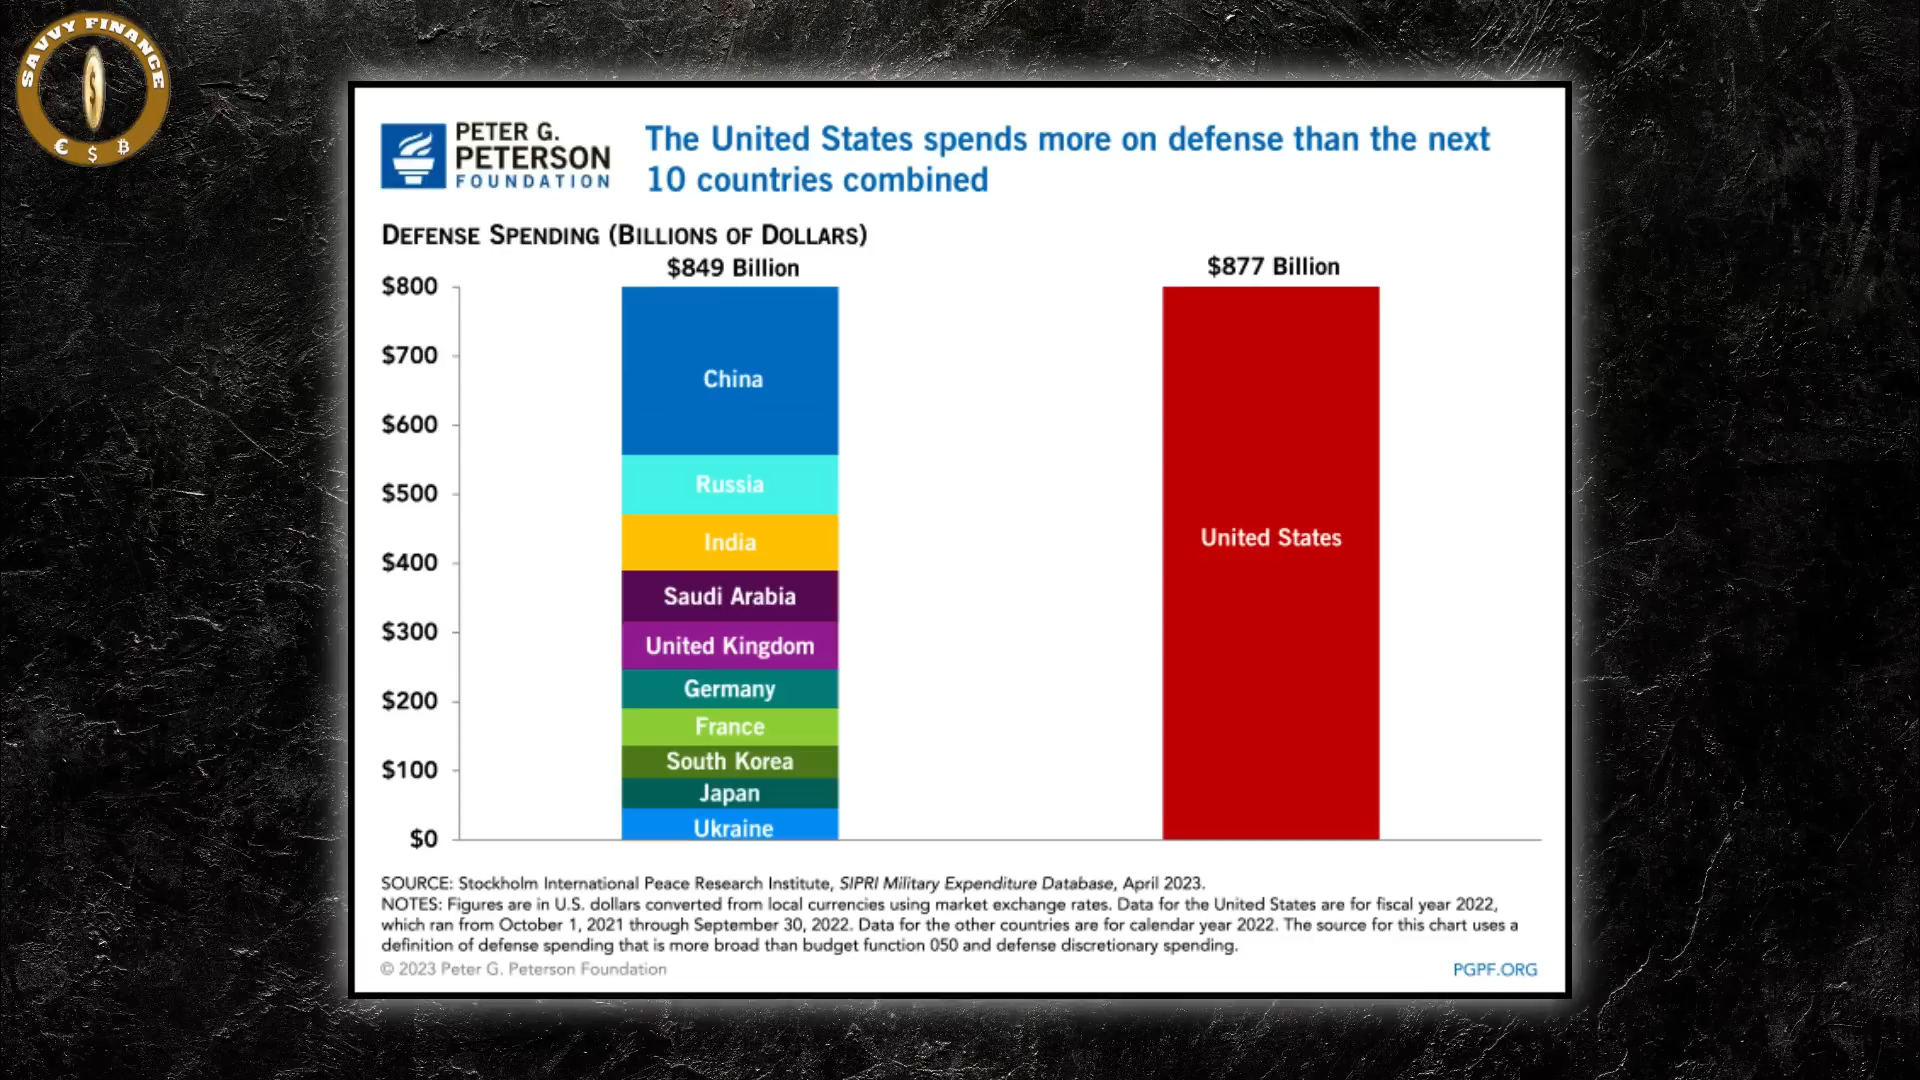 SAVVY FINANCE
€ $ ₿
PETER G.
PETERSON
FOUNDATION
The United States spends more on defense than the next
10 countries combined
DEFENSE SPENDING (BILLIONS OF DOLLARS)
$849 Billion
$877 Billion
$800
$700
$600
$500
$400
$300
$200
$100
$0
China
Russia
India
Saudi Arabia
United Kingdom
Germany
France
South Korea
Japan
Ukraine
United States
SOURCE: Stockholm International Peace Research Institute, SIPRI Military Expenditure Database, April 2023.
NOTES: Figures are in U.S. dollars converted from local currencies using market exchange rates. Data for the United States are for fiscal year 2022,
which ran from October 1, 2021 through September 30, 2022. Data for the other countries are for calendar year 2022. The source for this chart uses a
definition of defense spending that is more broad than budget function 050 and defense discretionary spending.
© 2023 Peter G. Peterson Foundation
PGPF.ORG